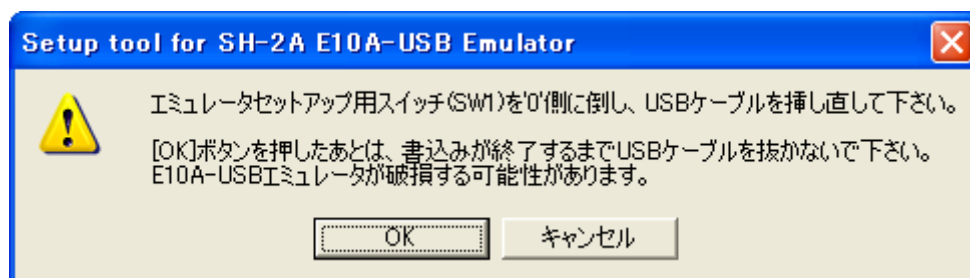 Setup tool for SH-2A E10A-USB Emulator
エミュレータセットアップ用スイッチ(SW1)を'0'側に倒し、USBケーブルを挿し直して下さい。
[OK]ボタンを押したあとは、書込みが終了するまでUSBケーブルを抜かないで下さい。
E10A-USBエミュレータが破損する可能性があります。
OK
キャンセル